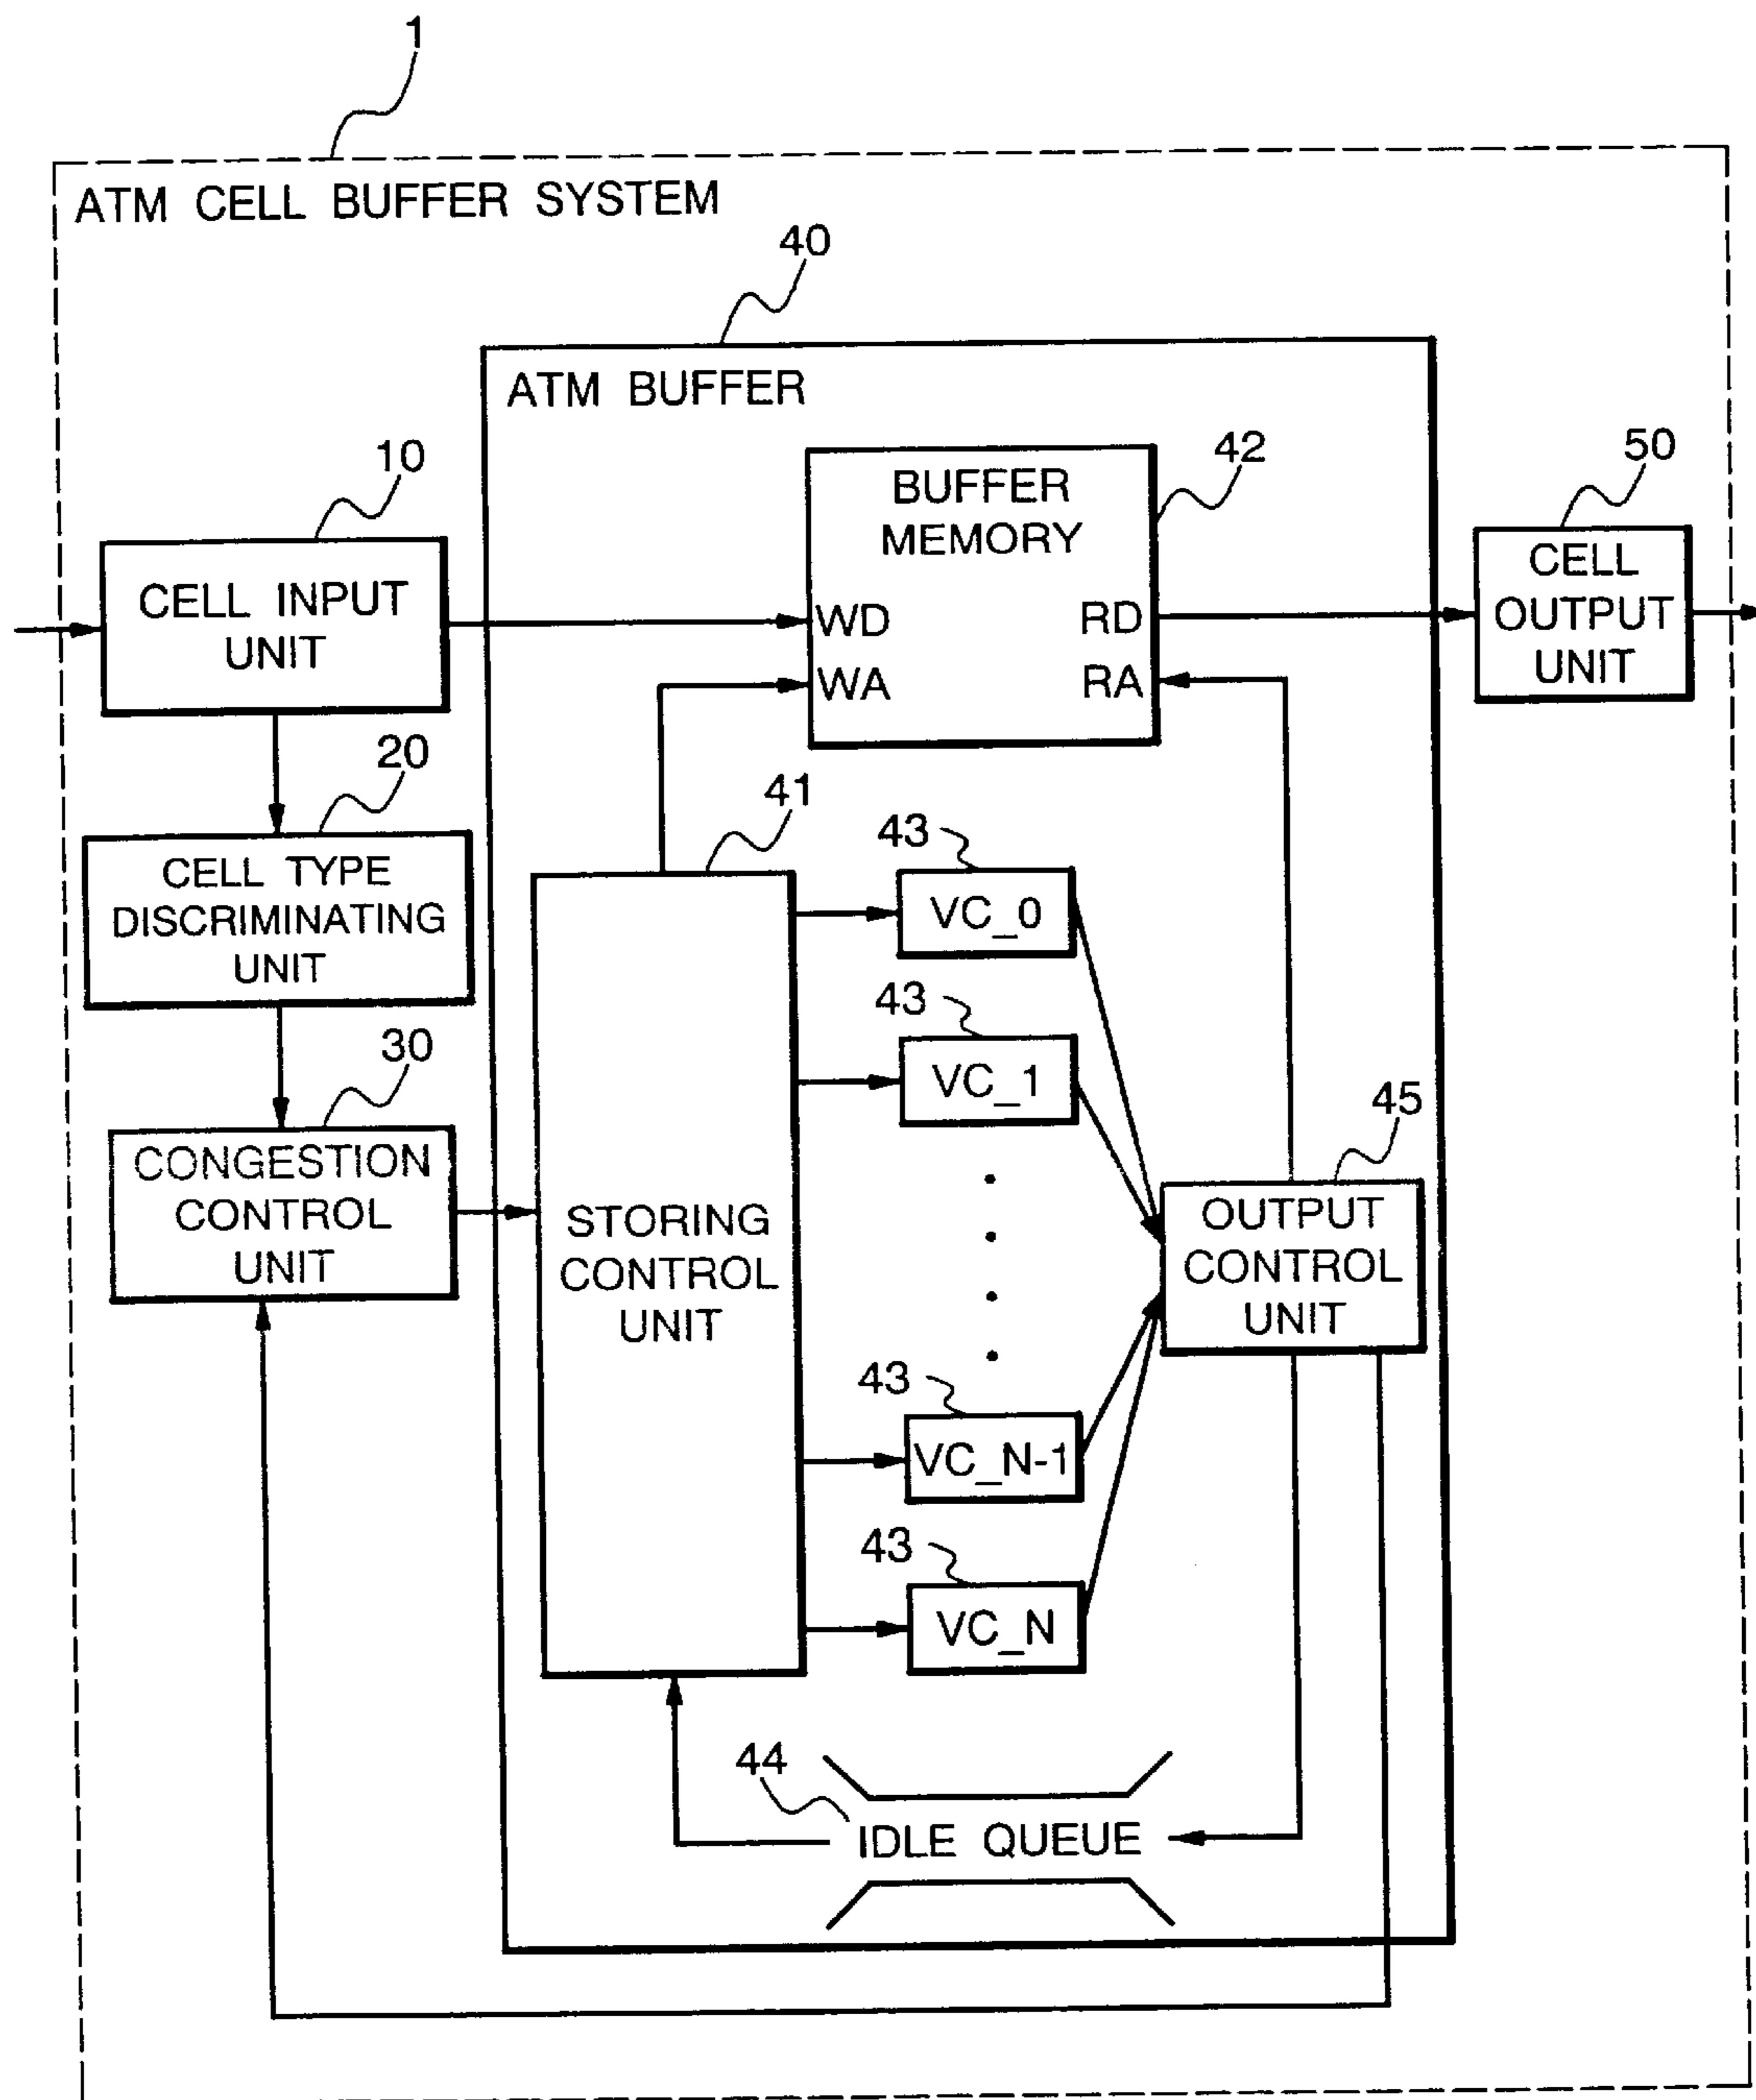 1
ATM CELL BUFFER SYSTEM
40
ATM BUFFER
10
CELL INPUT
UNIT
42
BUFFER
MEMORY
WD
RD
WA
RA
50
CELL
OUTPUT
UNIT
20
CELL TYPE
DISCRIMINATING
UNIT
41
STORING
CONTROL
UNIT
43
VC_0
43
VC_1
30
CONGESTION
CONTROL
UNIT
45
OUTPUT
CONTROL
UNIT
43
VC_N-1
43
VC_N
44
IDLE QUEUE